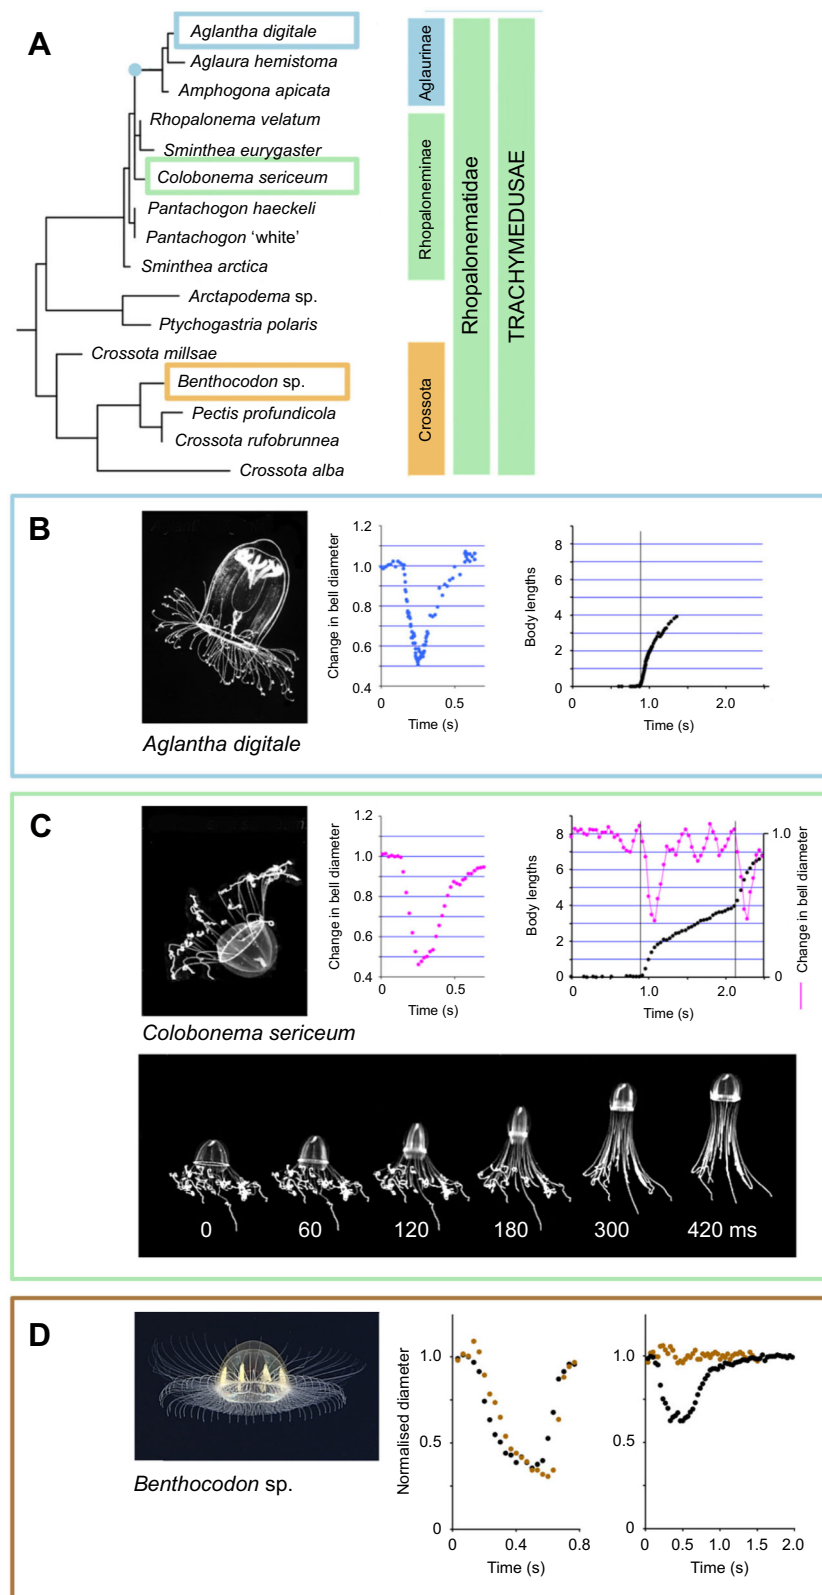 A
Aglantha digitale
Aglaura hemistoma
Amphogona apicata
Rhopalonema velatum
Sminthea eurygaster
Colobonema sericeum
Pantachogon haeckeli
Pantachogon ‘white’
Sminthea arctica
Arctapodema sp.
Ptychogastria polaris
Crossota millsae
Benthocodon sp.
Pectis profundicola
Crossota rufobrunnea
Crossota alba
Aglaurinae
Rhopaloneminae
Crossota
Rhopalonematidae
TRACHYMEDUSAE
B
Aglantha digitale
Change in bell diameter
1.2
1.0
0.8
0.6
0.4
0 0.5
Time (s)
Body lengths
8
6
4
2
0
0 1.0 2.0
Time (s)
C
Colobonema sericeum
Change in bell diameter
1.2
1.0
0.8
0.6
0.4
0 0.5
Time (s)
Body lengths
8
6
4
2
0
0 1.0 2.0
Time (s)
1.0
0
Change in bell diameter
0 60 120 180 300 420 ms
D
Benthocodon sp.
Normalised diameter
1.0
0.5
0
0 0.4 0.8
Time (s)
1.0
0.5
0
0 0.5 1.0 1.5 2.0
Time (s)